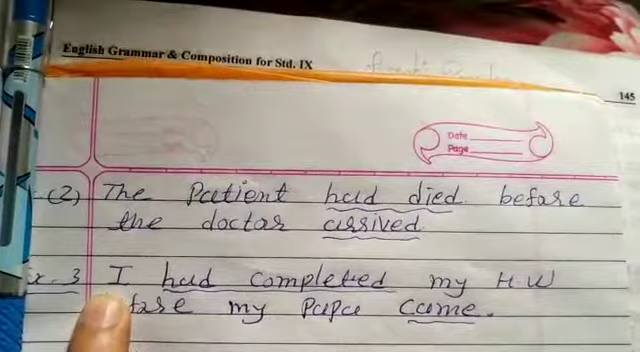 English Grammar & Composition for Std. IX
145
Date
Page
(2) The Patient had died before
the doctor arrived
Ex. 3 I had completed my H.W
my Papa came.